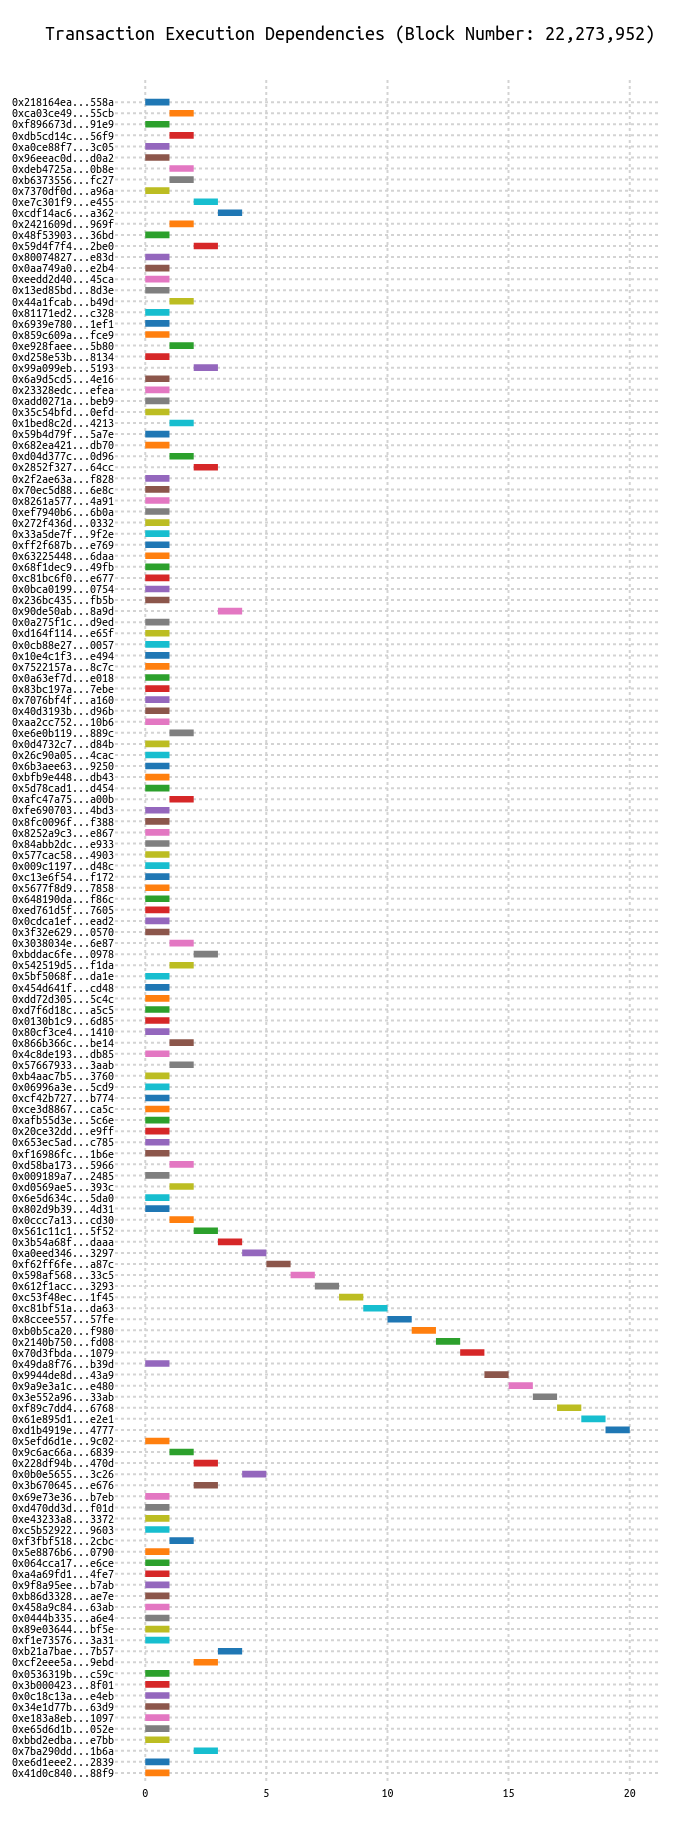 Transaction Execution Dependencies (Block Number: 22,273,952)
0x218164ea...558a
0xca03ce49...55cb
0xf896673d...91e9
0xdb5cd14c...56f9
0xa0ce88f7...3c05
0x96eeac0d...d0a2
0xdeb4725a...0b8e
0xb6373556...fc27
0x7370df0d...a96a
0xe7c301f9...e455
0xcdf14ac6...a362
0x2421609d...969f
0x48f53903...36bd
0x59d4f7f4...2be0
0x80074827...e83d
0x0aa749a0...e2b4
0xeedd2d40...45ca
0x13ed85bd...8d3e
0x44a1fcab...b49d
0x81171ed2...c328
0x6939e780...1ef1
0x859c609a...fce9
0xe928faee...5b80
0xd258e53b...8134
0x99a099eb...5193
0x6a9d5cd5...4e16
0x23328edc...efea
0xadd0271a...beb9
0x35c54bfd...0efd
0x1bed8c2d...4213
0x59b4d79f...5a7e
0x682ea421...db70
0xd04d377c...0d96
0x2852f327...64cc
0x2f2ae63a...f828
0x70ec5d88...6e8c
0x8261a577...4a91
0xef7940b6...6b0a
0x272f436d...0332
0x33a5de7f...9f2e
0xff2f687b...e769
0x63225448...6daa
0x68f1dec9...49fb
0xc81bc6f0...e677
0x0bca0199...0754
0x236bc435...fb5b
0x90de50ab...8a9d
0x0a275f1c...d9ed
0xd164f114...e65f
0x0cb88e27...0057
0x10e4c1f3...e494
0x7522157a...8c7c
0x0a63ef7d...e018
0x83bc197a...7ebe
0x7076bf4f...a160
0x40d3193b...d96b
0xaa2cc752...10b6
0xe6e0b119...889c
0x0d4732c7...d84b
0x26c90a05...4cac
0x6b3aee63...9250
0xbfb9e448...db43
0x5d78cad1...d454
0xafc47a75...a00b
0xfe690703...4bd3
0x8fc0096f...f388
0x8252a9c3...e867
0x84abb2dc...e933
0x577cac58...4903
0x009c1197...d48c
0xc13e6f54...f172
0x5677f8d9...7858
0x648190da...f86c
0xed761d5f...7605
0x0cdca1ef...ead2
0x3f32e629...0570
0x3038034e...6e87
0xbddac6fe...0978
0x542519d5...f1da
0x5bf5068f...da1e
0x454d641f...cd48
0xdd72d305...5c4c
0xd7f6d18c...a5c5
0x0130b1c9...6d85
0x80cf3ce4...1410
0x866b366c...be14
0x4c8de193...db85
0x57667933...3aab
0xb4aac7b5...3760
0x06996a3e...5cd9
0xcf42b727...b774
0xce3d8867...ca5c
0xafb55d3e...5c6e
0x20ce32dd...e9ff
0x653ec5ad...c785
0xf16986fc...1b6e
0xd58ba173...5966
0x009189a7...2485
0xd0569ae5...393c
0x6e5d634c...5da0
0x802d9b39...4d31
0x0ccc7a13...cd30
0x561c11c1...5f52
0x3b54a68f...daaa
0xa0eed346...3297
0xf62ff6fe...a87c
0x598af568...33c5
0x612f1acc...3293
0xc53f48ec...1f45
0xc81bf51a...da63
0x8ccee557...57fe
0xb0b5ca20...f980
0x2140b750...fd08
0x70d3fbda...1079
0x49da8f76...b39d
0x9944de8d...43a9
0x9a9e3a1c...e480
0x3e552a96...33ab
0xf89c7dd4...6768
0x61e895d1...e2e1
0xd1b4919e...4777
0x5efd6d1e...9c02
0x9c6ac66a...6839
0x228df94b...470d
0x0b0e5655...3c26
0x3b670645...e676
0x69e73e36...b7eb
0xd470dd3d...f01d
0xe43233a8...3372
0xc5b52922...9603
0xf3fbf518...2cbc
0x5e8876b6...0790
0x064cca17...e6ce
0xa4a69fd1...4fe7
0x9f8a95ee...b7ab
0xb86d3328...ae7e
0x458a9c84...63ab
0x0444b335...a6e4
0x89e03644...bf5e
0xf1e73576...3a31
0xb21a7bae...7b57
0xcf2eee5a...9ebd
0x0536319b...c59c
0x3b000423...8f01
0x0c18c13a...e4eb
0x34e1d77b...63d9
0xe183a8eb...1097
0xe65d6d1b...052e
0xbbd2edba...e7bb
0x7ba290dd...1b6a
0xe6d1eee2...2839
0x41d0c840...88f9
0 5 10 15 20